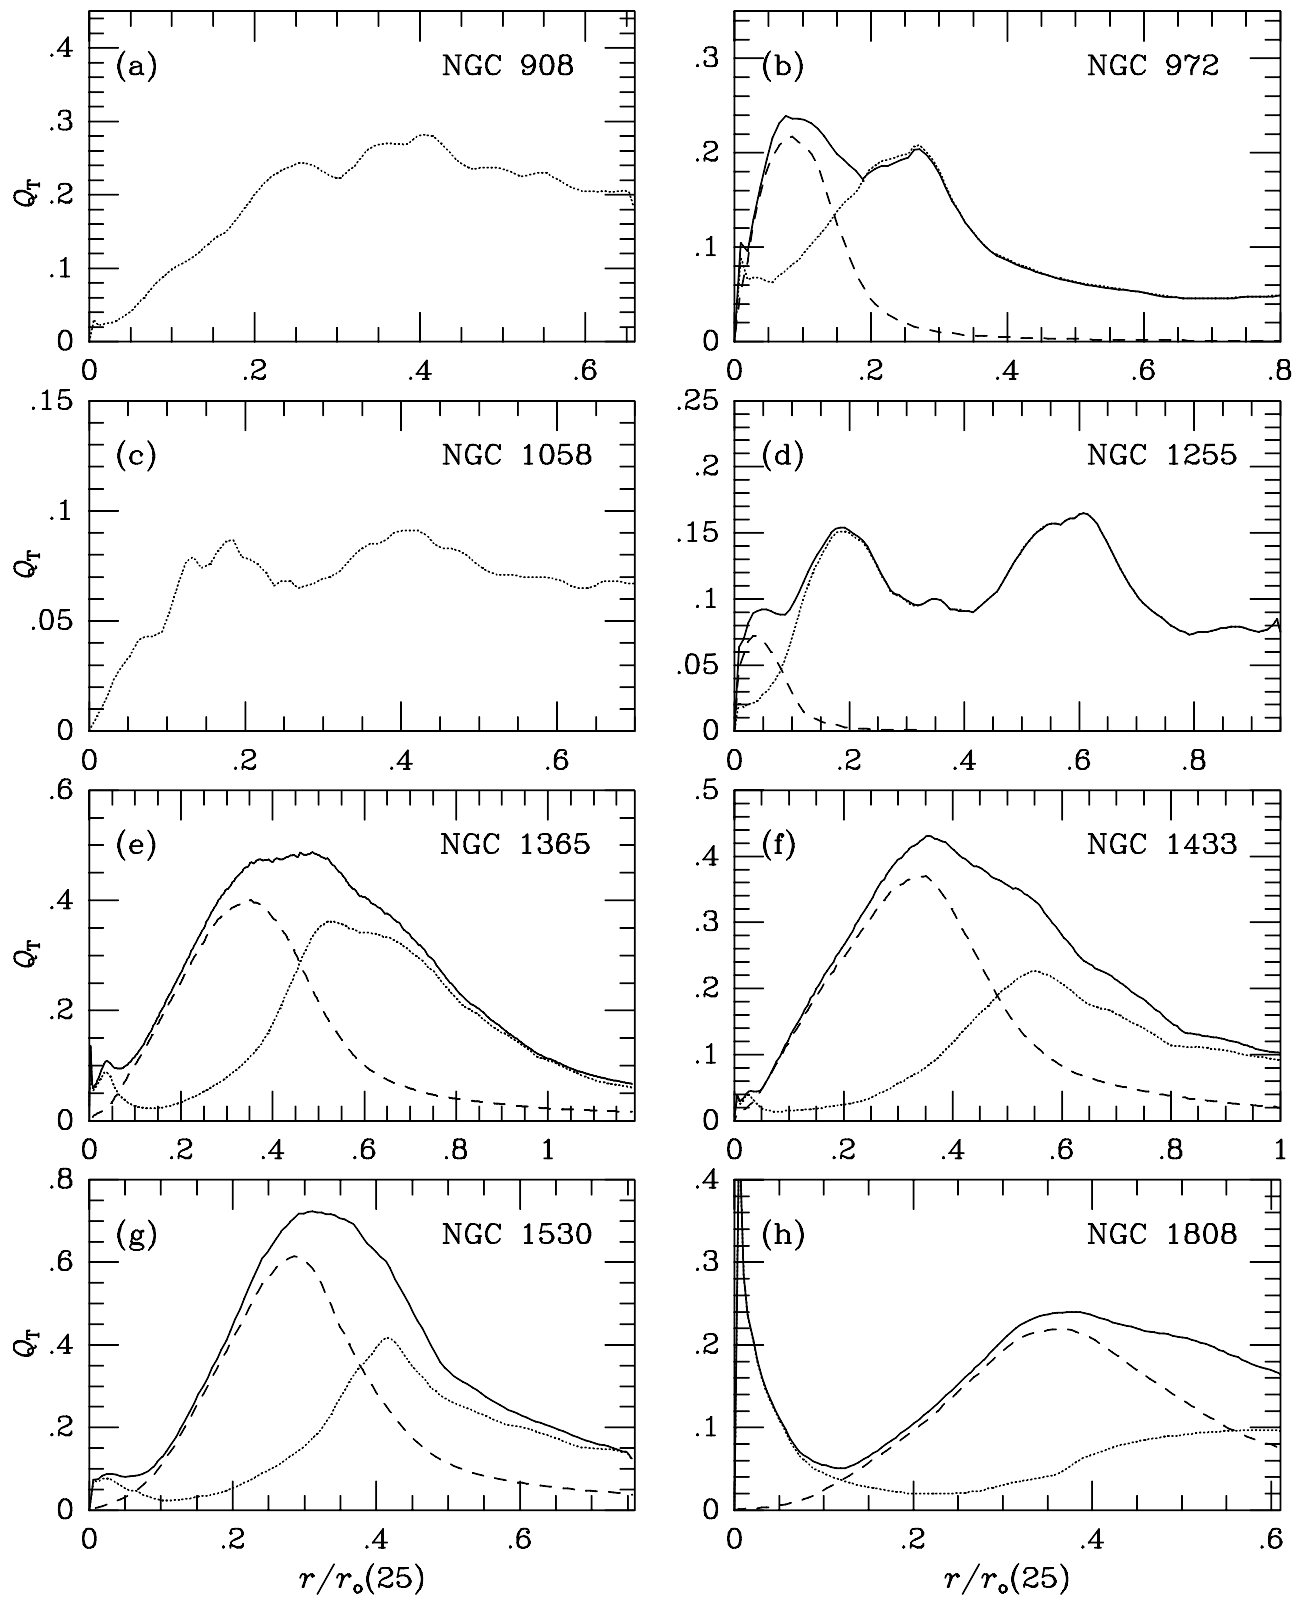 (a) NGC 908
.4
.3
.2
.1
0
Q_T
0 .2 .4 .6
(b) NGC 972
.3
.2
.1
0
0 .2 .4 .6 .8
(c) NGC 1058
.15
.1
.05
0
Q_T
0 .2 .4 .6
(d) NGC 1255
.25
.2
.15
.1
.05
0
0 .2 .4 .6 .8
(e) NGC 1365
.6
.4
.2
0
Q_T
0 .2 .4 .6 .8 1
(f) NGC 1433
.5
.4
.3
.2
.1
0
0 .2 .4 .6 .8 1
(g) NGC 1530
.8
.6
.4
.2
0
Q_T
0 .2 .4 .6
r/r_o(25)
(h) NGC 1808
.4
.3
.2
.1
0
0 .2 .4 .6
r/r_o(25)